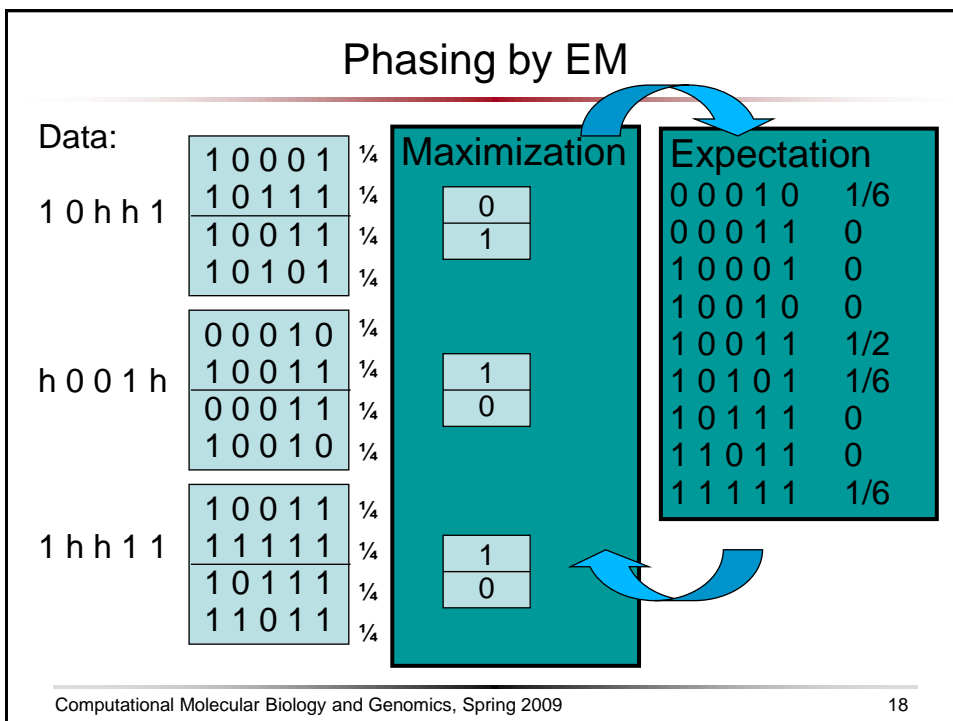 Phasing by EM
Data:
1 0 h h 1
1 0 0 0 1 ¼
1 0 1 1 1 ¼
1 0 0 1 1 ¼
1 0 1 0 1 ¼
h 0 0 1 h
0 0 0 1 0 ¼
1 0 0 1 1 ¼
0 0 0 1 1 ¼
1 0 0 1 0 ¼
1 h h 1 1
1 0 0 1 1 ¼
1 1 1 1 1 ¼
1 0 1 1 1 ¼
1 1 0 1 1 ¼
Maximization
0
1
1
0
1
0
Expectation
0 0 0 1 0 1/6
0 0 0 1 1 0
1 0 0 0 1 0
1 0 0 1 0 0
1 0 0 1 1 1/2
1 0 1 0 1 1/6
1 0 1 1 1 0
1 1 0 1 1 0
1 1 1 1 1 1/6
Computational Molecular Biology and Genomics, Spring 2009 18